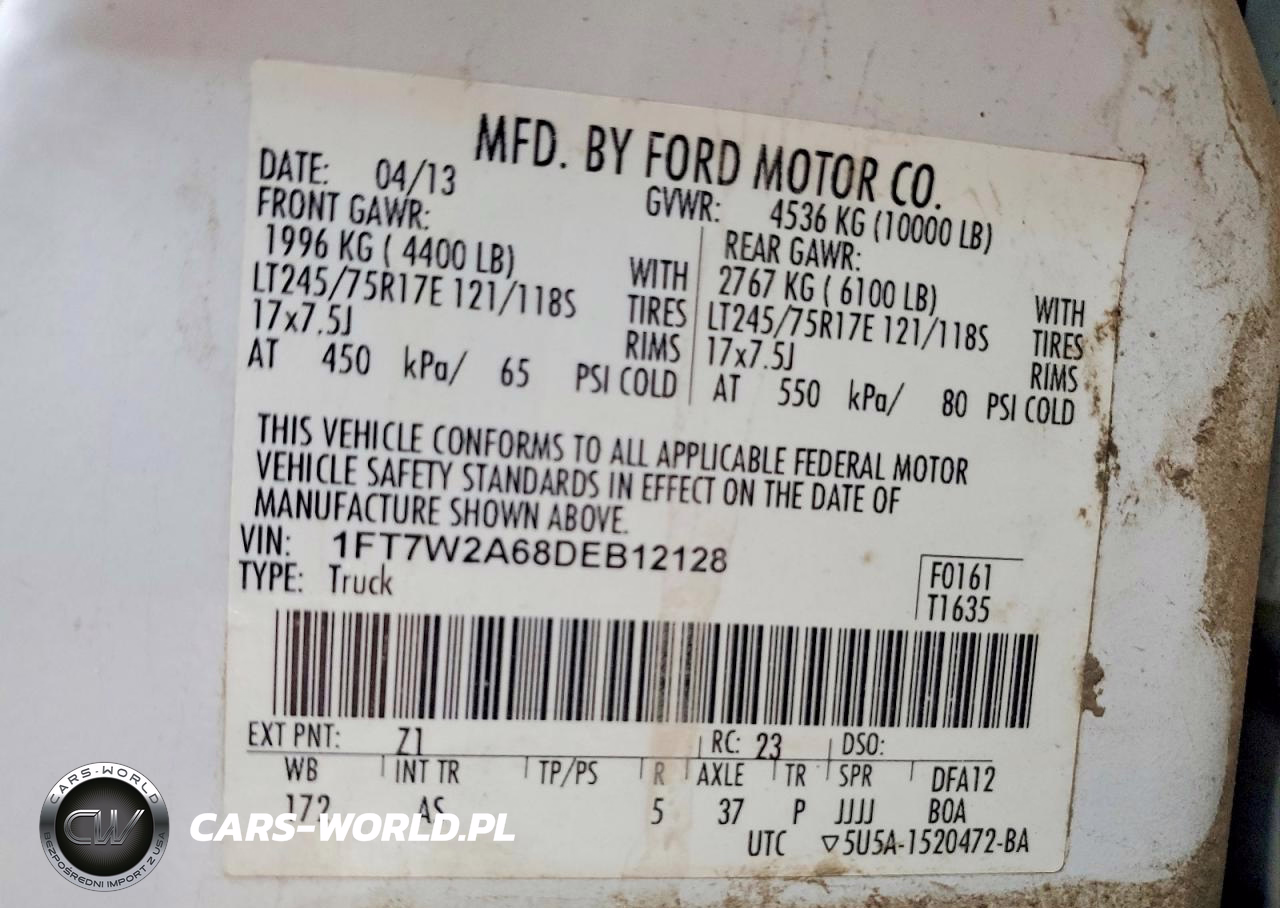 MFD. BY FORD MOTOR CO.
DATE: 04/13 GVWR: 4536 KG (10000 LB)
FRONT GAWR: REAR GAWR:
1996 KG ( 4400 LB) WITH 2767 KG ( 6100 LB) WITH
LT245/75R17E 121/118S TIRES LT245/75R17E 121/118S TIRES
17x7.5J RIMS 17x7.5J RIMS
AT 450 kPa/ 65 PSI COLD AT 550 kPa/ 80 PSI COLD
THIS VEHICLE CONFORMS TO ALL APPLICABLE FEDERAL MOTOR
VEHICLE SAFETY STANDARDS IN EFFECT ON THE DATE OF
MANUFACTURE SHOWN ABOVE.
VIN: 1FT7W2A68DEB12128
TYPE: Truck
F0161
T1635
EXT PNT: Z1 RC: 23 DSO:
WB INT TR TP/PS R AXLE TR SPR DFA12
172 AS 5 37 P JJJJ B0A
UTC ▽5U5A-1520472-BA
CARS-WORLD
CW
BEZPOŚREDNI IMPORT Z USA
CARS-WORLD.PL